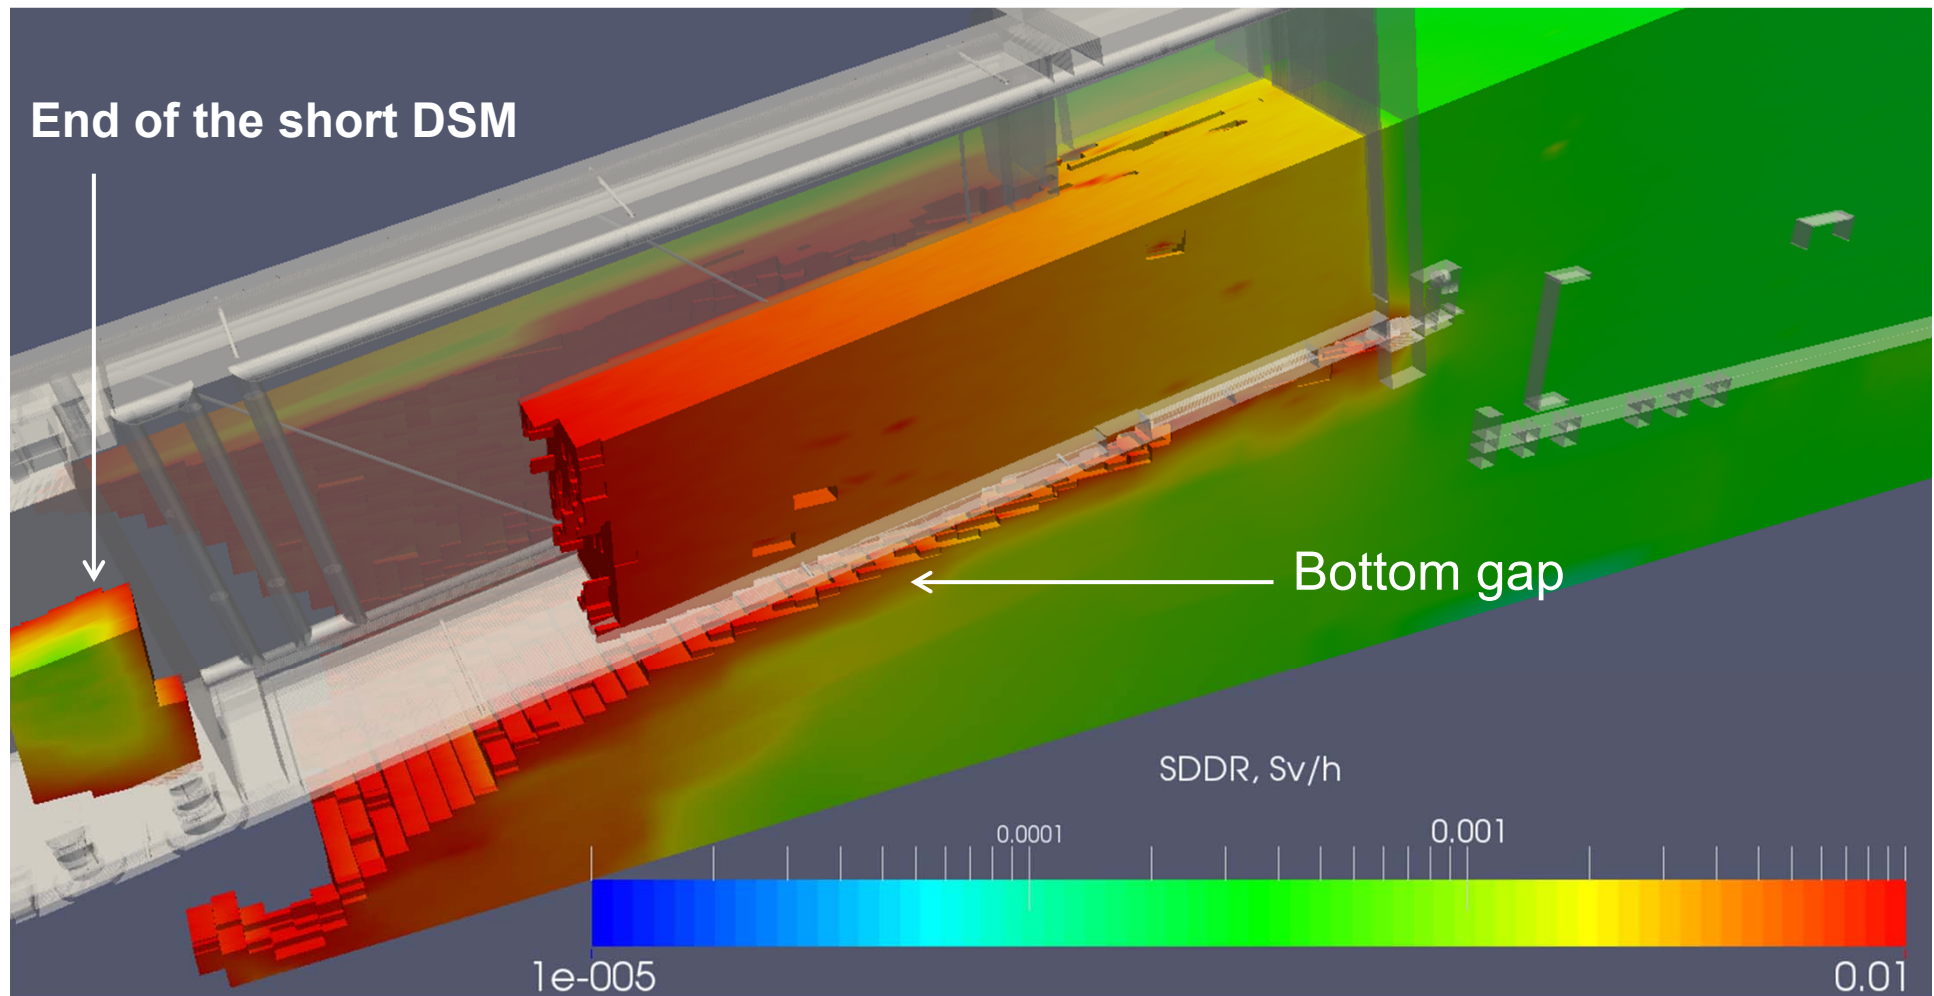 End of the short DSM
Bottom gap
SDDR, Sv/h
0.0001
0.001
1e-005
0.01